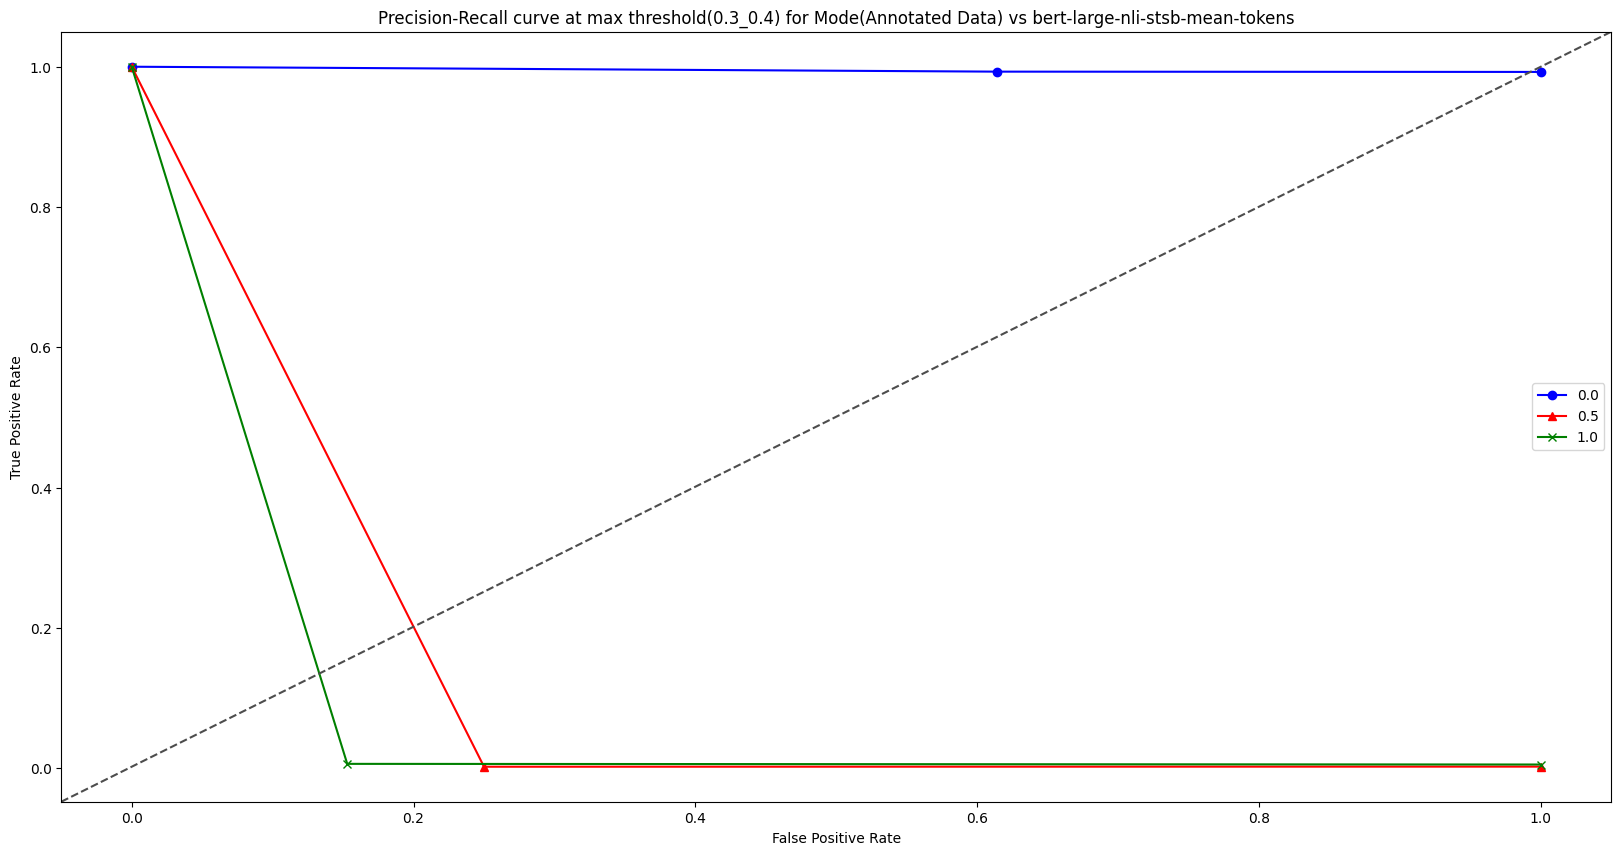 Precision-Recall curve at max threshold(0.3_0.4) for Mode(Annotated Data) vs bert-large-nli-stsb-mean-tokens
True Positive Rate
1.0
0.8
0.6
0.4
0.2
0.0
0.0
0.5
1.0
0.0 0.2 0.4 0.6 0.8 1.0
False Positive Rate